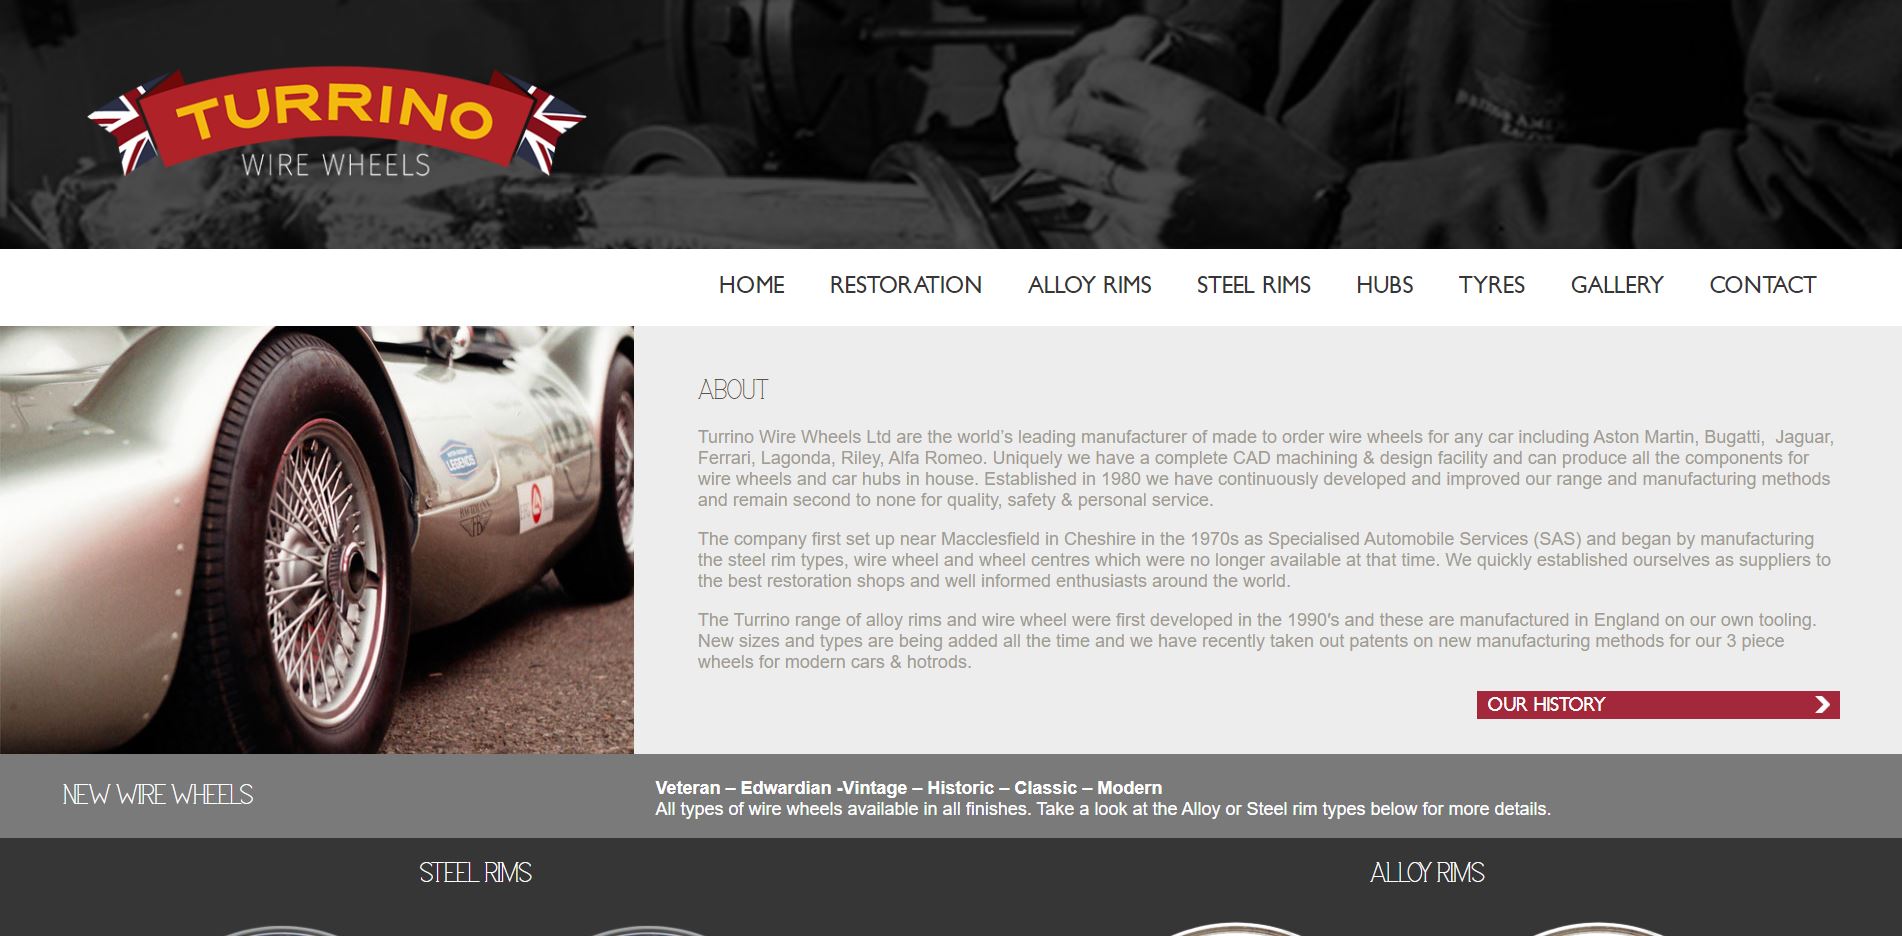 TURRINO
WIRE WHEELS
HOME RESTORATION ALLOY RIMS STEEL RIMS HUBS TYRES GALLERY CONTACT
LEGENDS
ABOUT
Turrino Wire Wheels Ltd are the world’s leading manufacturer of made to order wire wheels for any car including Aston Martin, Bugatti,  Jaguar,
Ferrari, Lagonda, Riley, Alfa Romeo. Uniquely we have a complete CAD machining & design facility and can produce all the components for
wire wheels and car hubs in house. Established in 1980 we have continuously developed and improved our range and manufacturing methods
and remain second to none for quality, safety & personal service.
The company first set up near Macclesfield in Cheshire in the 1970s as Specialised Automobile Services (SAS) and began by manufacturing
the steel rim types, wire wheel and wheel centres which were no longer available at that time. We quickly established ourselves as suppliers to
the best restoration shops and well informed enthusiasts around the world.
The Turrino range of alloy rims and wire wheel were first developed in the 1990′s and these are manufactured in England on our own tooling.
New sizes and types are being added all the time and we have recently taken out patents on new manufacturing methods for our 3 piece
wheels for modern cars & hotrods.
OUR HISTORY
NEW WIRE WHEELS
Veteran – Edwardian -Vintage – Historic – Classic – Modern
All types of wire wheels available in all finishes. Take a look at the Alloy or Steel rim types below for more details.
STEEL RIMS
ALLOY RIMS